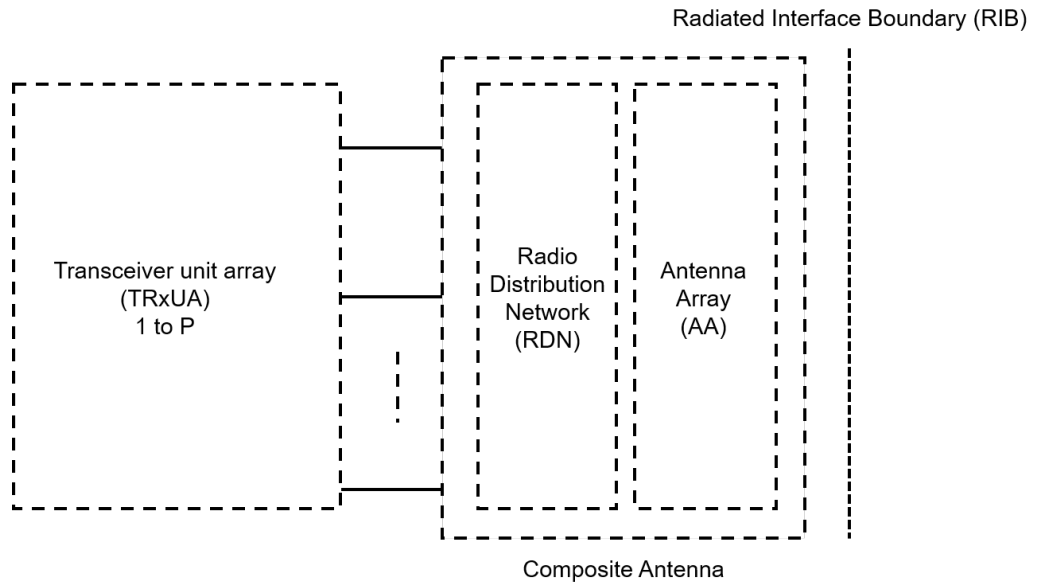 Radiated Interface Boundary (RIB)
Transceiver unit array
(TRxUA)
1 to P
Radio
Distribution
Network
(RDN)
Antenna
Array
(AA)
Composite Antenna